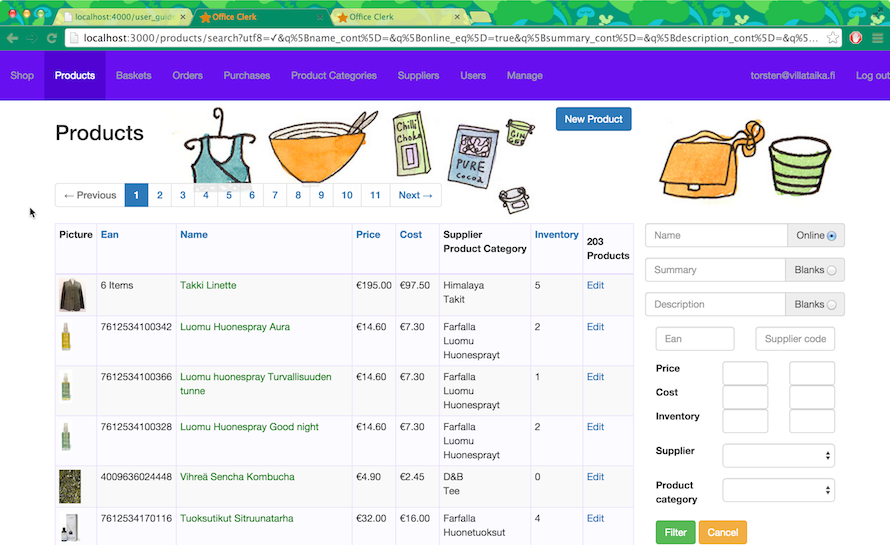 localhost:4000/user_guide
Office Clerk
Office Clerk
localhost:3000/products/search?utf8=✓&q%5Bname_cont%5D=&q%5Bonline_eq%5D=true&q%5Bsummary_cont%5D=&q%5Bdescription_cont%5D=&q%5...
Shop Products Baskets Orders Purchases Product Categories Suppliers Users Manage torsten@villataika.fi Log out
Products
CHILLI
CHOKO
PURE
COCOA
GIN
New Product
← Previous 1 2 3 4 5 6 7 8 9 10 11 Next →
Picture Ean Name Price Cost Supplier Inventory 203
Product Category Products
6 Items Takki Linette €195.00 €97.50 Himalaya 5 Edit
Takit
7612534100342 Luomu Huonespray Aura €14.60 €7.30 Farfalla 2 Edit
Luomu
Huonesprayt
7612534100366 Luomu huonespray Turvallisuuden €14.60 €7.30 Farfalla 1 Edit
tunne Luomu
Huonesprayt
7612534100328 Luomu Huonespray Good night €14.60 €7.30 Farfalla 2 Edit
Luomu
Huonesprayt
4009636024448 Vihreä Sencha Kombucha €4.90 €2.45 D&B 0 Edit
Tee
7612534170116 Tuoksutikut Sitruunatarha €32.00 €16.00 Farfalla 4 Edit
Huonetuoksut
Name Online
Summary Blanks
Description Blanks
Ean Supplier code
Price
Cost
Inventory
Supplier
Product
category
Filter Cancel